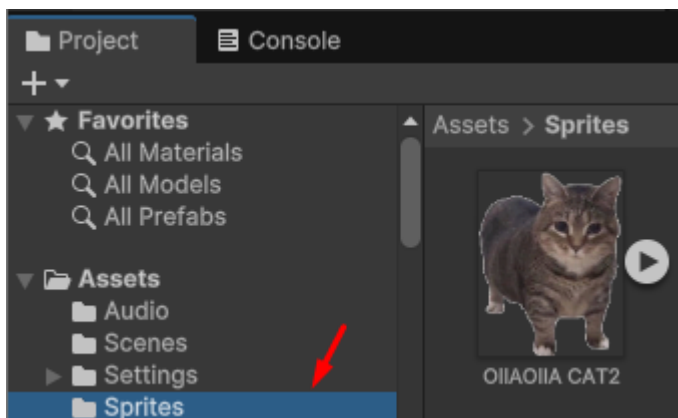 Project
Console
Favorites
All Materials
All Models
All Prefabs
Assets
Audio
Scenes
Settings
Sprites
Assets > Sprites
OIIAOIIA CAT2